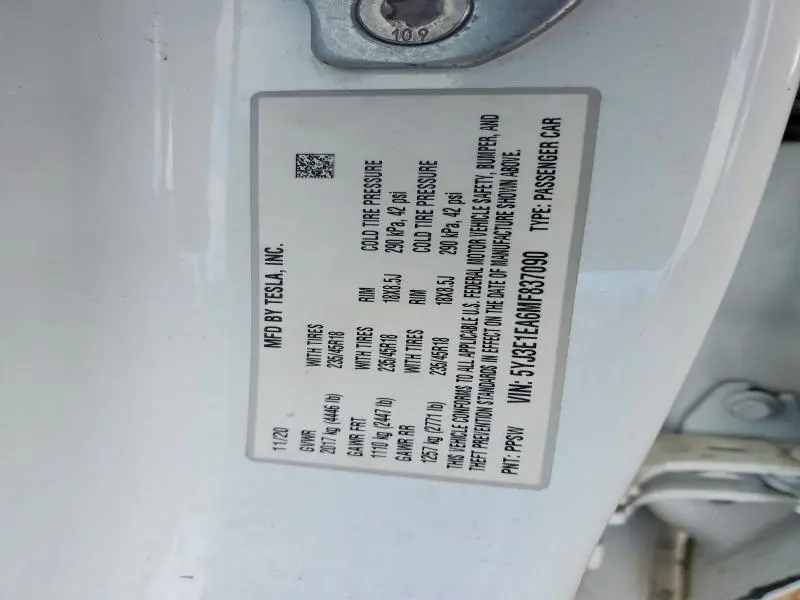 10.9
MFD BY TESLA, INC.
11/20
GVWR WITH TIRES RIM COLD TIRE PRESSURE
2017 kg (4446 lb) 235/45R18 18X8.5J 290 kPa, 42 psi
GAWR FRT WITH TIRES RIM COLD TIRE PRESSURE
1110 kg (2447 lb) 235/45R18 18X8.5J 290 kPa, 42 psi
GAWR RR
1257 kg (2771 lb)
THIS VEHICLE CONFORMS TO ALL APPLICABLE U.S. FEDERAL MOTOR VEHICLE SAFETY, BUMPER, AND
THEFT PREVENTION STANDARDS IN EFFECT ON THE DATE OF MANUFACTURE SHOWN ABOVE.
PNT: PPSW VIN: 5YJ3E1EA6MF837090 TYPE: PASSENGER CAR